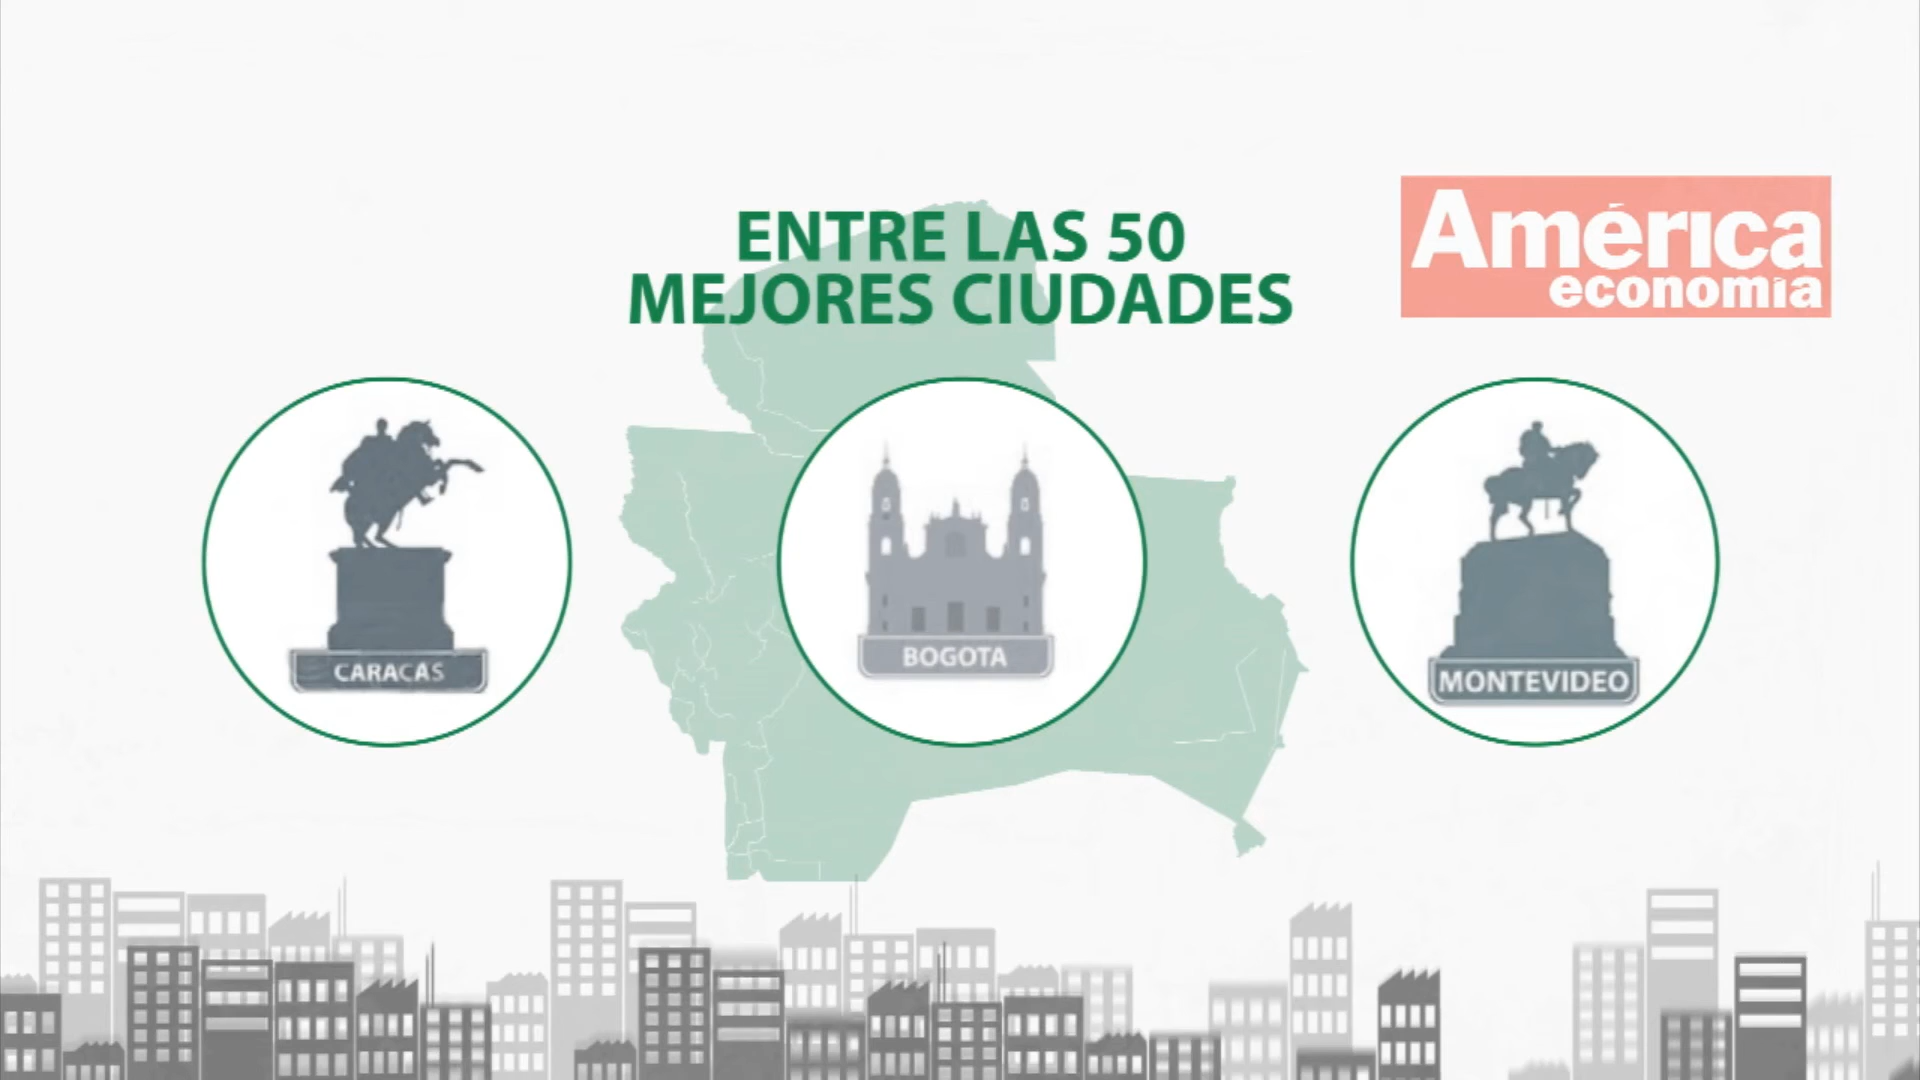 ENTRE LAS 50
MEJORES CIUDADES
América
economía
CARACAS
BOGOTA
MONTEVIDEO